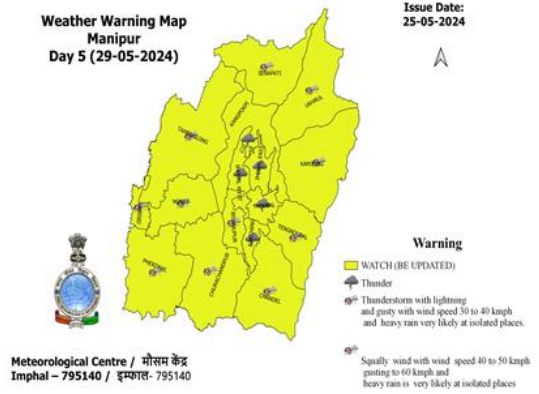 Weather Warning Map
Manipur
Day 5 (29-05-2024)
Issue Date:
25-05-2024
SENAPATI
UKHRUL
KANGPOKPI
TAMENGLONG
KAMJONG
NONEY
TENGNOUPAL
PHERZAWL
CHURACHANDPUR
CHANDEL
Warning
WATCH (BE UPDATED)
Thunder
Thunderstorm with lightning
and gusty with wind speed 30 to 40 kmph
and heavy rain very likely at isolated places.
Squally wind with wind speed 40 to 50 kmph
gusting to 60 kmph and
heavy rain is very likely at isolated places
Meteorological Centre / मौसम केंद्र
Imphal – 795140 / इम्फाल- 795140